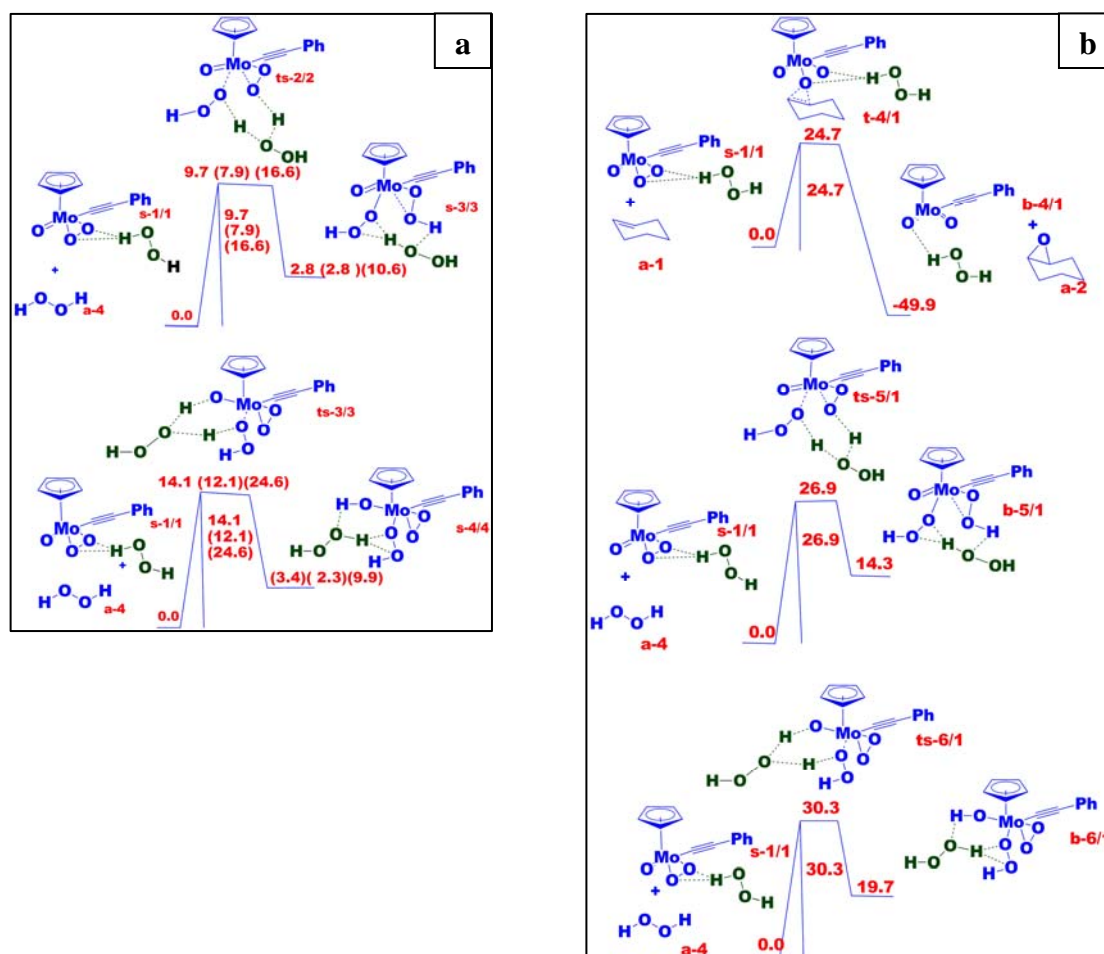 a
Mo
Ph
O
O
O
ts-2/2
H
O
O
H
H
O
OH
9.7 (7.9) (16.6)
9.7
(7.9)
(16.6)
Mo
Ph
O
O
O
H
O
O
H
s-1/1
+
H
O
O
H
a-4
0.0
Mo
Ph
O
O
s-3/3
O
HO
O
H
H
O
OH
2.8 (2.8 )(10.6)
Mo
Ph
O
H
O
O
O
H
O
HO
H
O
ts-3/3
14.1 (12.1)(24.6)
14.1
(12.1)
(24.6)
Mo
Ph
O
O
O
H
O
O
H
s-1/1
+
H
O
O
H
a-4
0.0
H
O
Mo
Ph
O
O
s-4/4
O
H
H
O
O
HO
(3.4)( 2.3)(9.9)
b
Mo
Ph
O
O
O
H
O
O
H
t-4/1
24.7
24.7
Mo
Ph
O
O
O
H
O
O
H
s-1/1
+
a-1
0.0
Mo
Ph
O
O
H
O
O
H
b-4/1
+
O
a-2
-49.9
Mo
Ph
O
O
O
ts-5/1
H
O
O
H
H
O
OH
26.9
26.9
Mo
Ph
O
O
O
H
O
O
H
s-1/1
+
H
O
O
H
a-4
0.0
Mo
Ph
O
O
b-5/1
O
HO
O
H
H
O
OH
14.3
Mo
Ph
O
H
O
O
O
H
O
HO
H
O
ts-6/1
30.3
30.3
Mo
Ph
O
O
O
H
O
O
H
s-1/1
+
H
O
O
H
a-4
0.0
H
O
Mo
Ph
O
O
O
H
H
O
O
HO
19.7